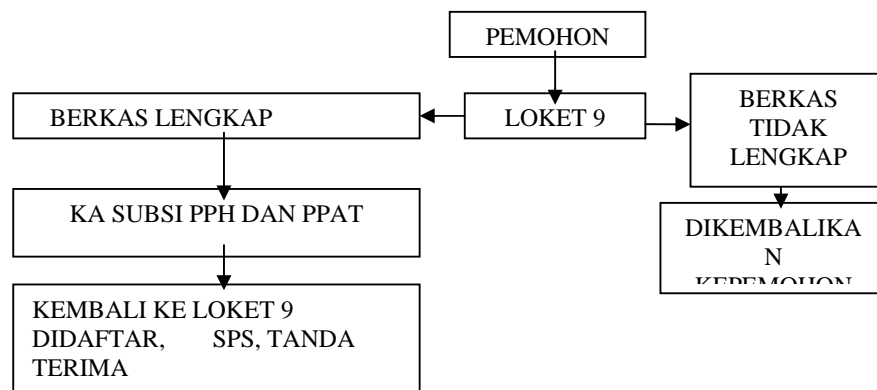 PEMOHON
LOKET 9
BERKAS LENGKAP
BERKAS
TIDAK
LENGKAP
KA SUBSI PPH DAN PPAT
DIKEMBALIKA
N
KEPEMOHON
KEMBALI KE LOKET 9
DIDAFTAR, SPS, TANDA
TERIMA